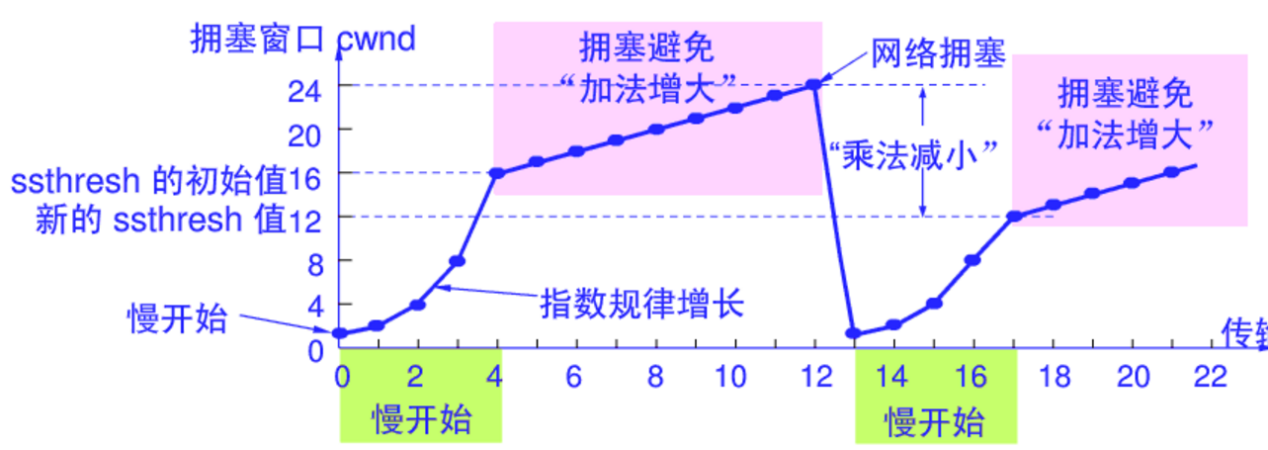 拥塞窗口 cwnd
拥塞避免
“加法增大”
网络拥塞
拥塞避免
“加法增大”
24
20
“乘法减小”
ssthresh 的初始值16
新的 ssthresh 值12
8
4
0
指数规律增长
慢开始
传输
0 2 4 6 8 10 12 14 16 18 20 22
慢开始
慢开始